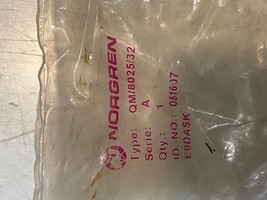 NORGREN
Type: QM/8025/32
Serie: A
Qty.: 1
ID. NO.: 051607
E0DASK